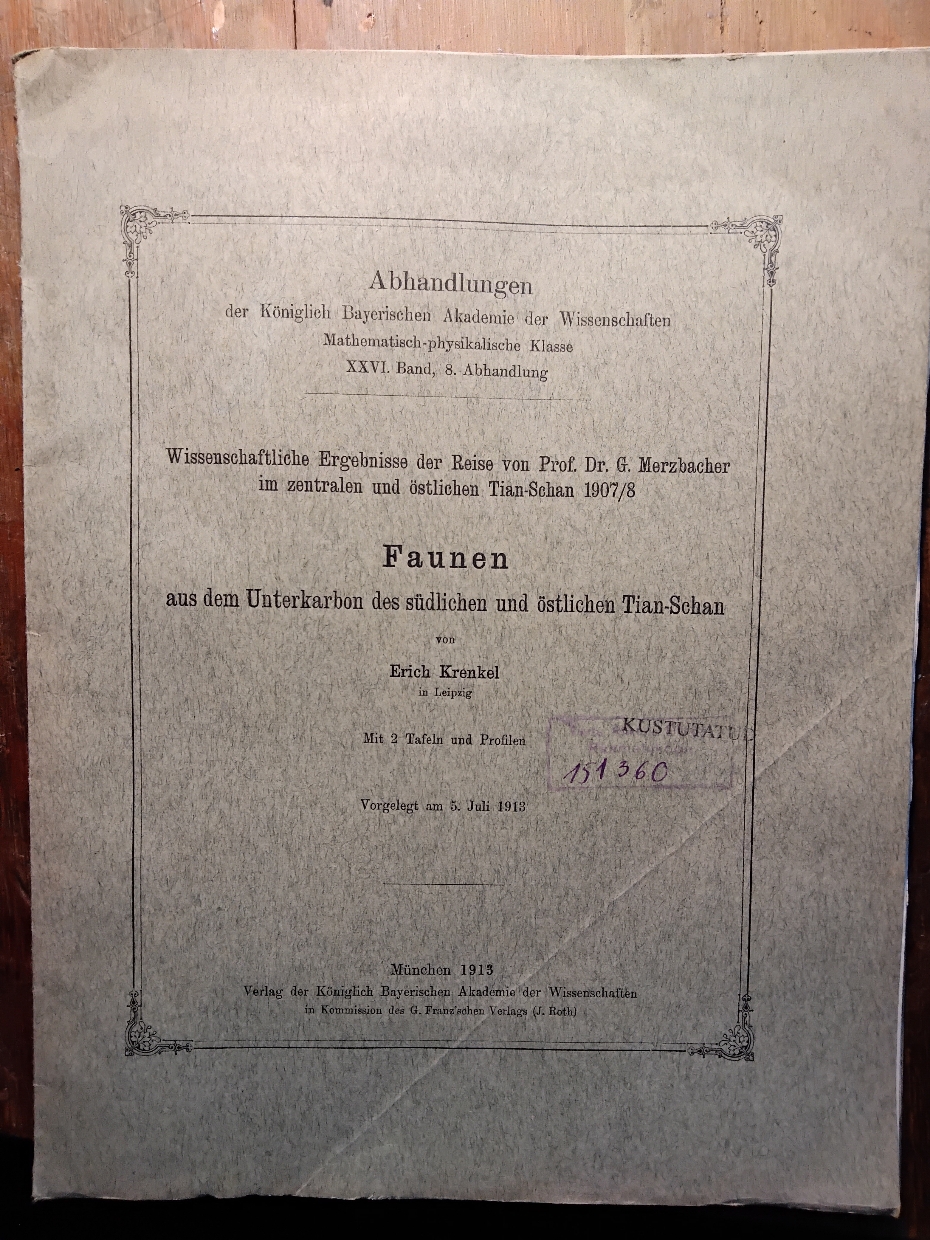 Abhandlungen
der Königlich Bayerischen Akademie der Wissenschaften
Mathematisch-physikalische Klasse
XXVI. Band, 8. Abhandlung
Wissenschaftliche Ergebnisse der Reise von Prof. Dr. G. Merzbacher
im zentralen und östlichen Tian-Schan 1907/8
Faunen
aus dem Unterkarbon des südlichen und östlichen Tian-Schan
von
Erich Krenkel
in Leipzig
KUSTUTATUD
Mit 2 Tafeln und Profilen
151360
Vorgelegt am 5. Juli 1913
München 1913
Verlag der Königlich Bayerischen Akademie der Wissenschaften
in Kommission des G. Franz'schen Verlags (J. Roth)